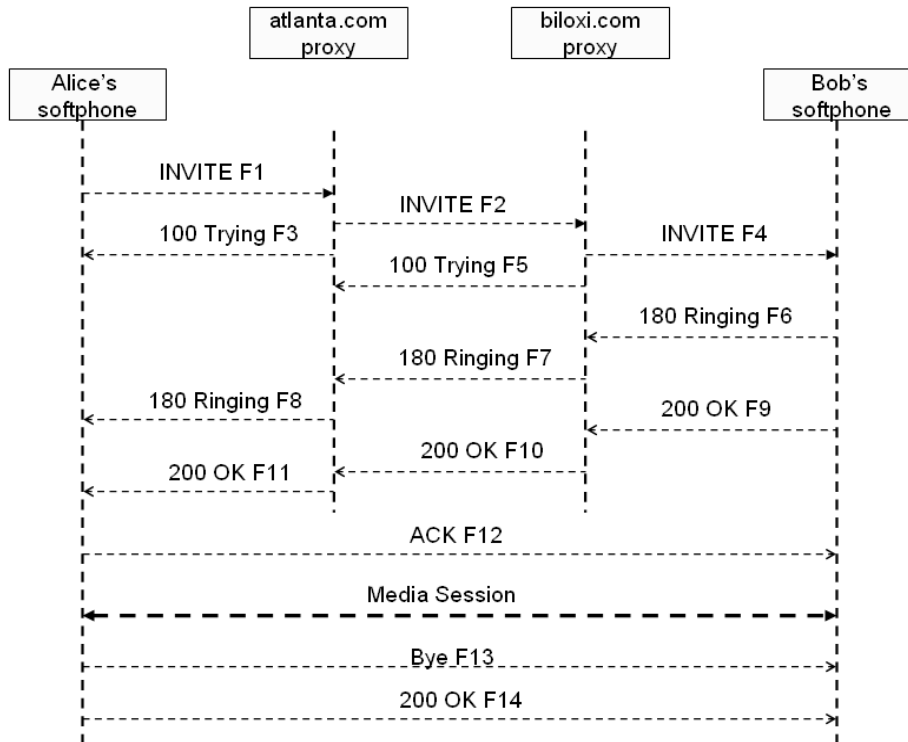 atlanta.com
proxy
biloxi.com
proxy
Alice's
softphone
Bob's
softphone
INVITE F1
INVITE F2
100 Trying F3
INVITE F4
100 Trying F5
180 Ringing F6
180 Ringing F7
180 Ringing F8
200 OK F9
200 OK F10
200 OK F11
ACK F12
Media Session
Bye F13
200 OK F14